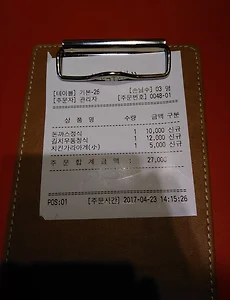 [테이블] 기본-25 [손님수] 03 명
[주문자] 관리자 [주문번호] 0048-01
상 품 명 수량 금액 구분
돈까스정식 1 10,000 신규
김치우동정식 1 12,000 신규
치킨가라아게(小) 1 5,000 신규
주 문 합 계 금 액 : 27,000
POS:01 [주문시간] 2017-04-23 14:15:26